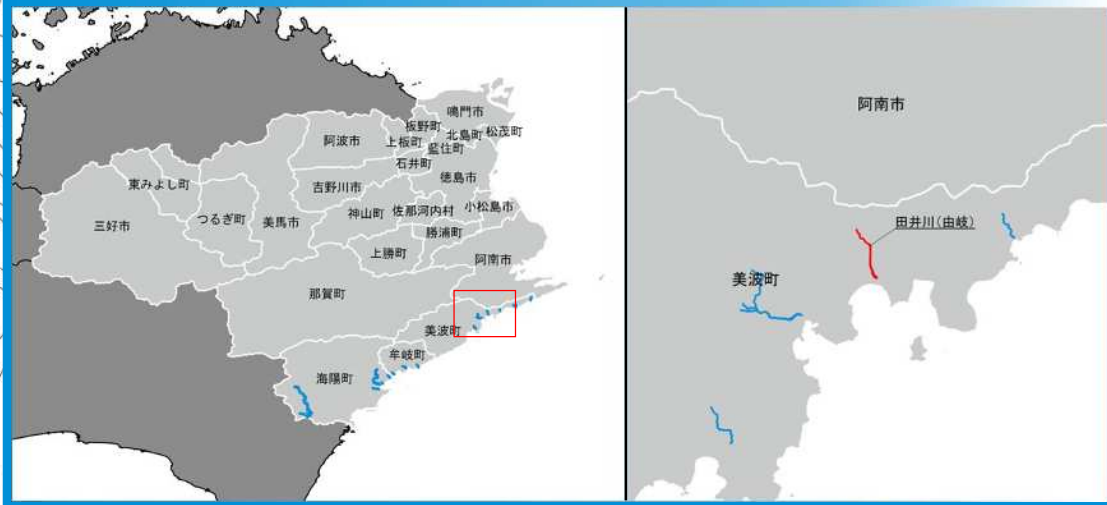 鳴門市
板野町
北島町
松茂町
阿波市
上板町
藍住町
石井町
徳島市
東みよし町
吉野川市
小松島市
三好市
つるぎ町
美馬市
神山町
佐那河内村
勝浦町
上勝町
阿南市
那賀町
美波町
牟岐町
海陽町
阿南市
田井川(由岐)
美波町